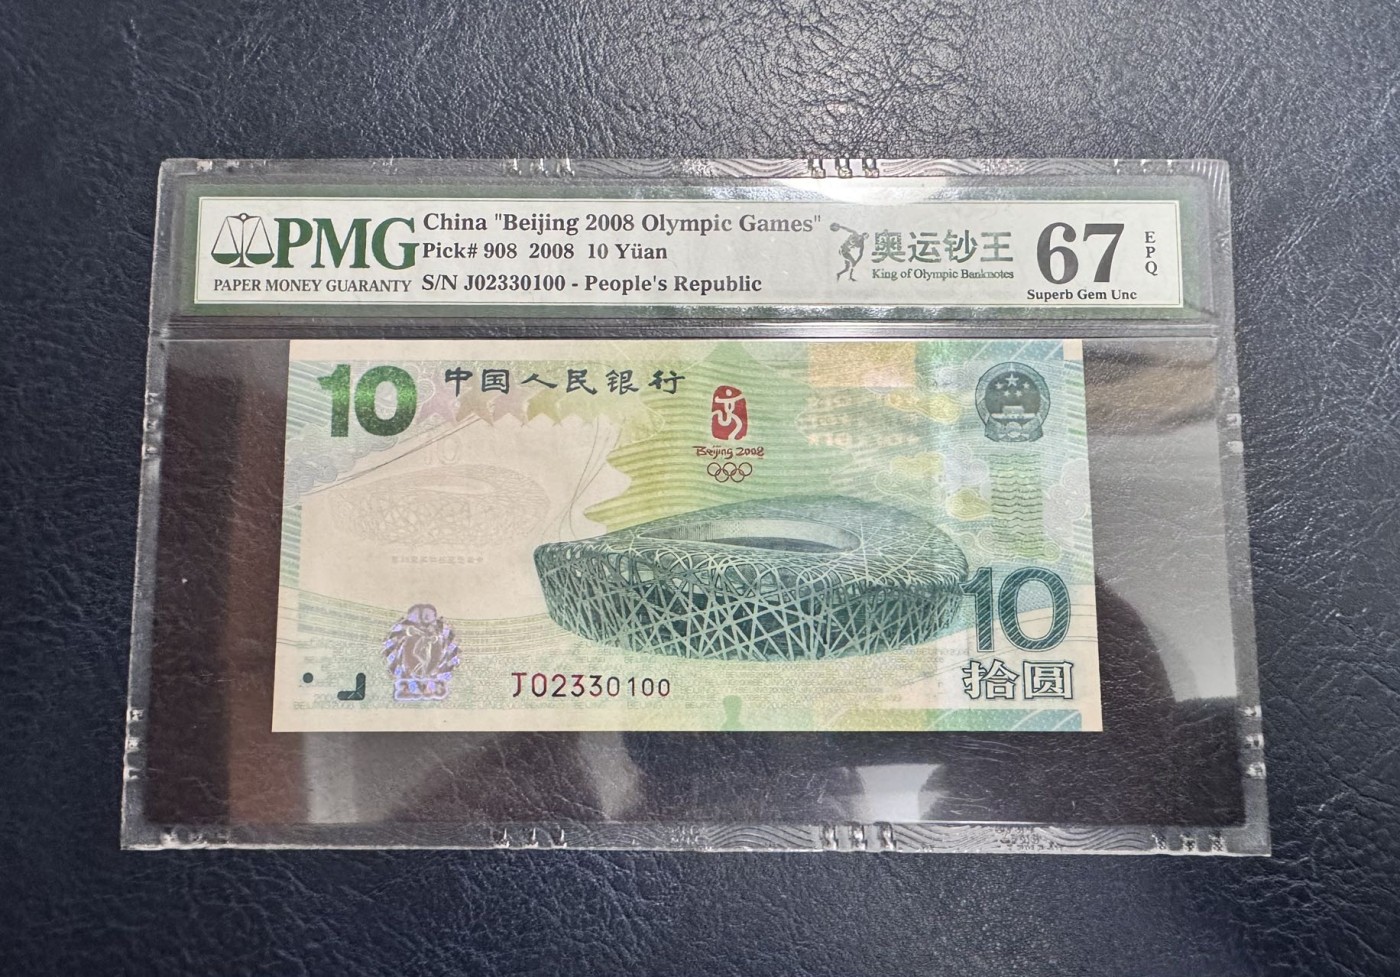 PMG
PAPER MONEY GUARANTY
China "Beijing 2008 Olympic Games"
Pick# 908 2008 10 Yüan
S/N J02330100 - People's Republic
奥运钞王
King of Olympic Banknotes
67
EPQ
Superb Gem Unc
10
中国人民银行
Beijing 2008
10
拾圆
2008
J02330100